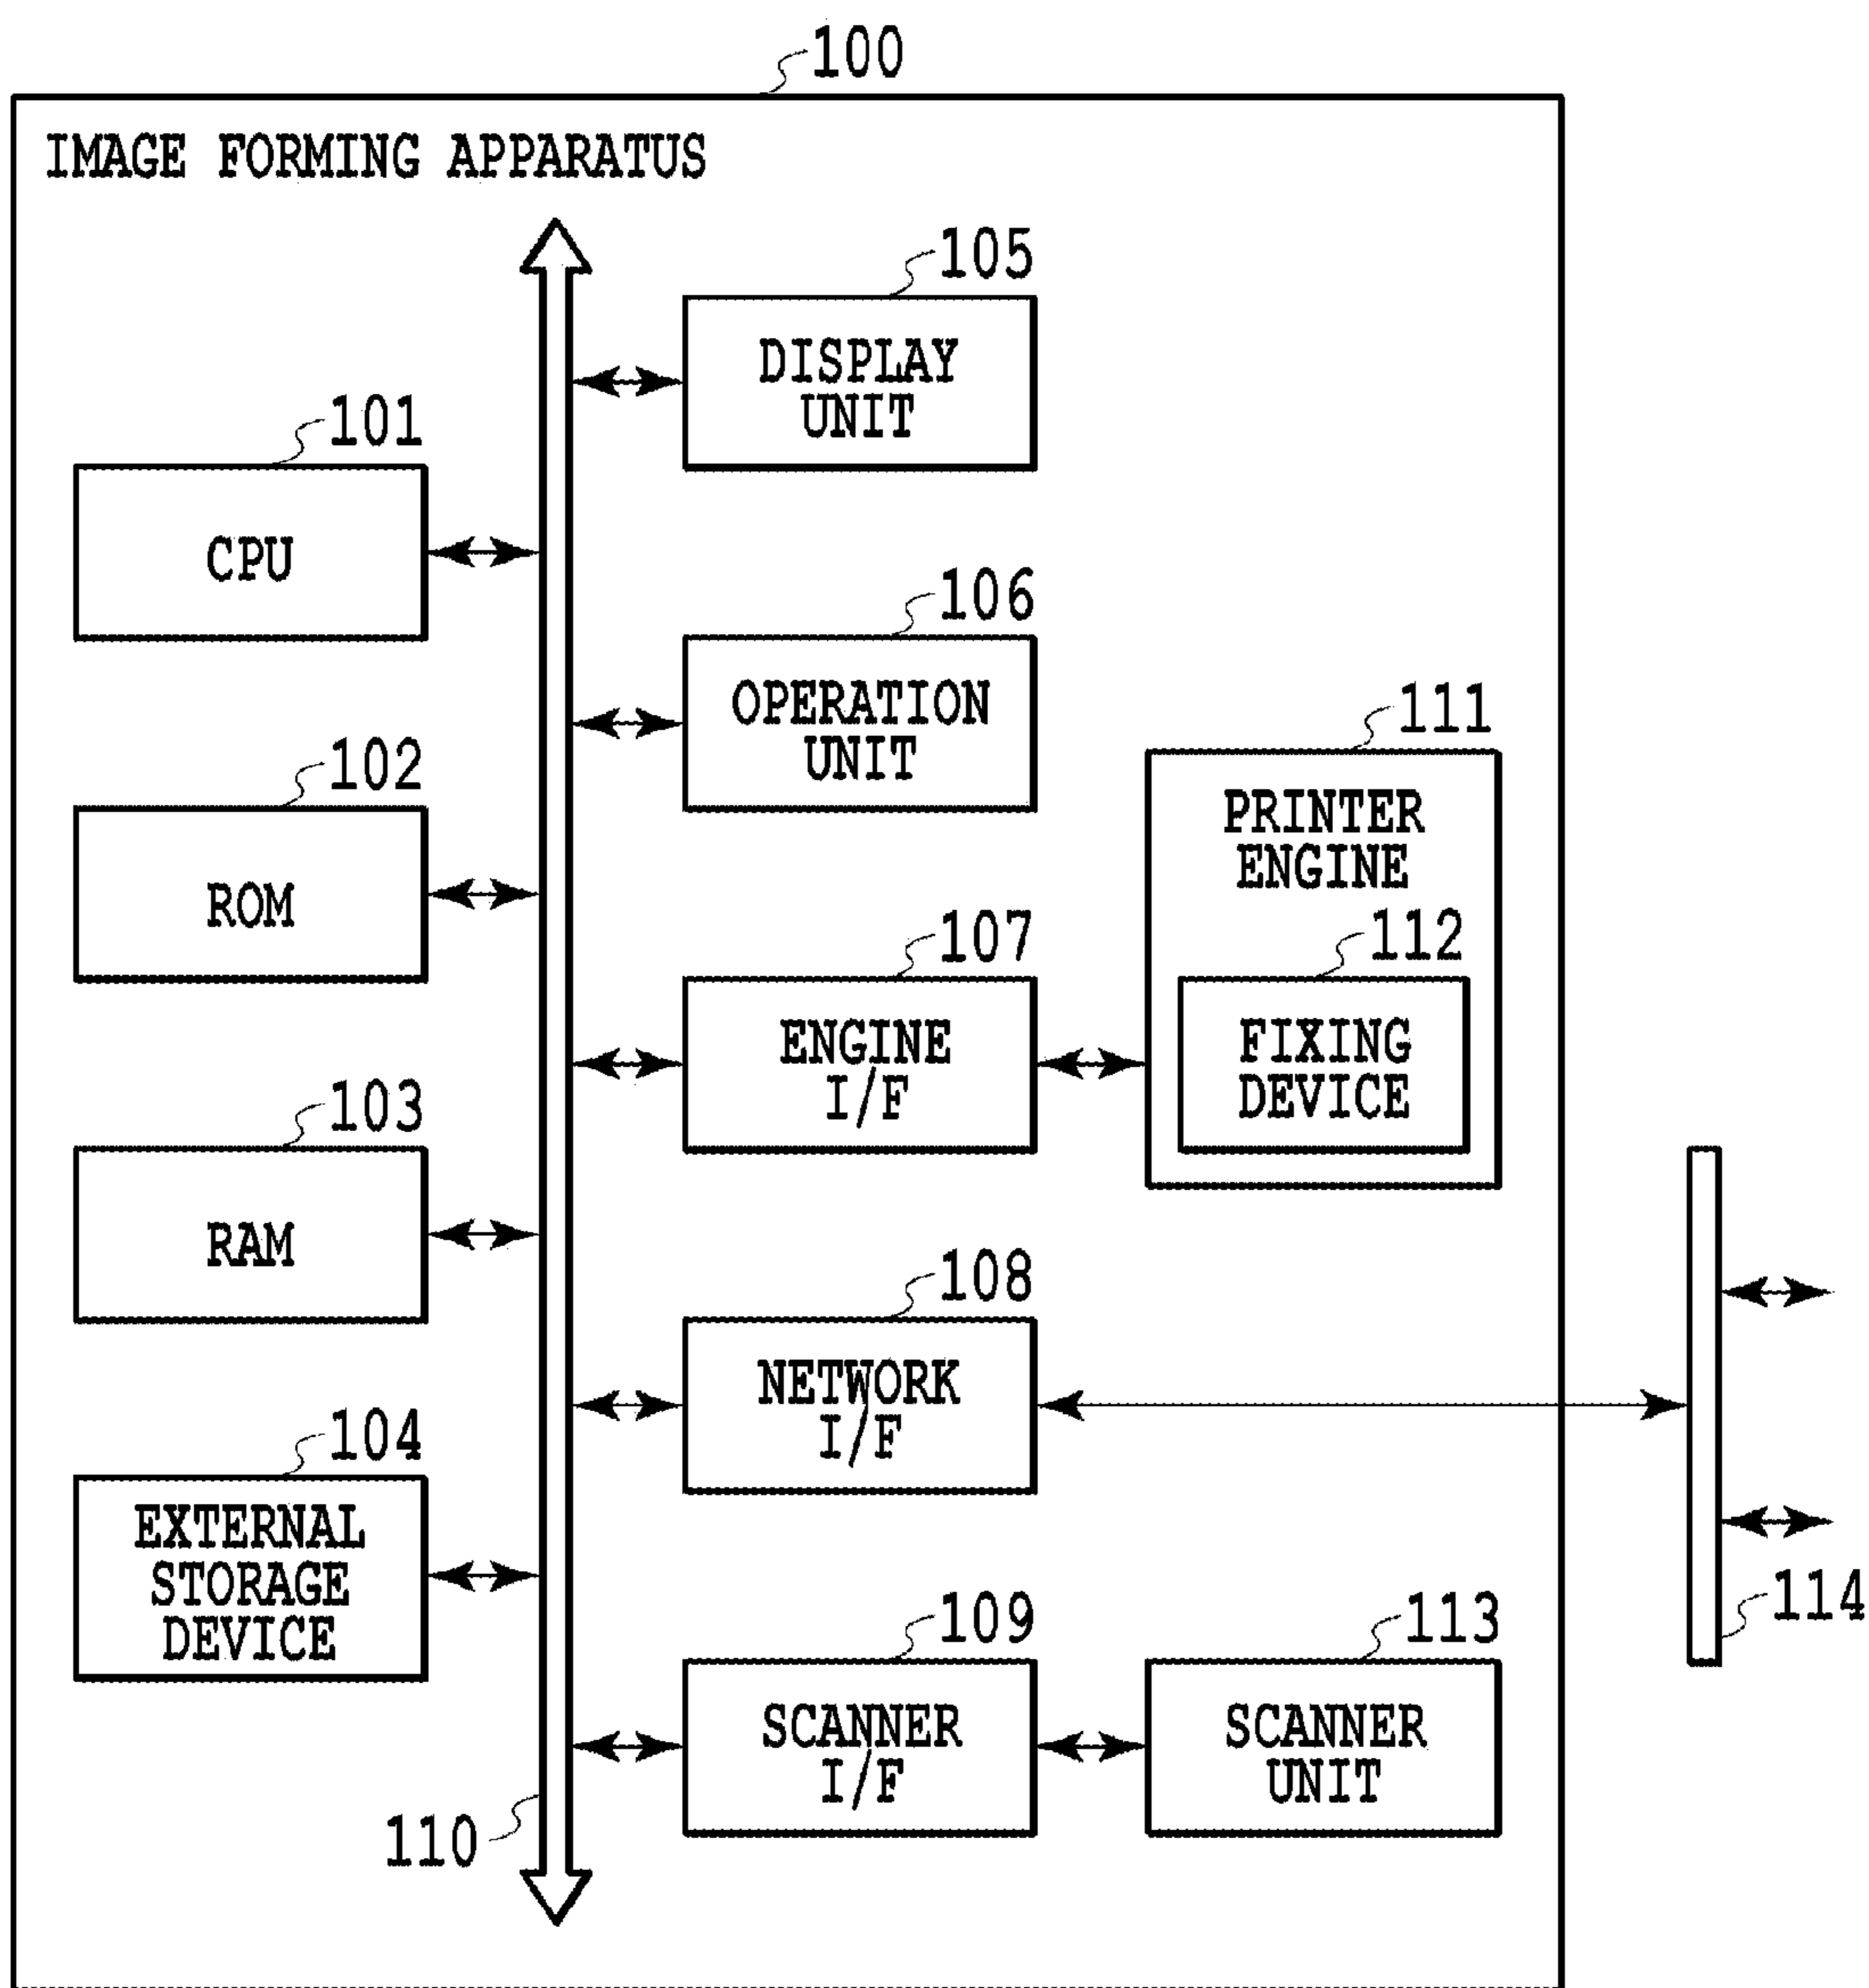 100
IMAGE FORMING APPARATUS
105
DISPLAY
UNIT
101
CPU
106
OPERATION
UNIT
111
PRINTER
ENGINE
102
ROM
107
ENGINE
I/F
112
FIXING
DEVICE
103
RAM
108
NETWORK
I/F
104
EXTERNAL
STORAGE
DEVICE
114
109
SCANNER
I/F
113
SCANNER
UNIT
110